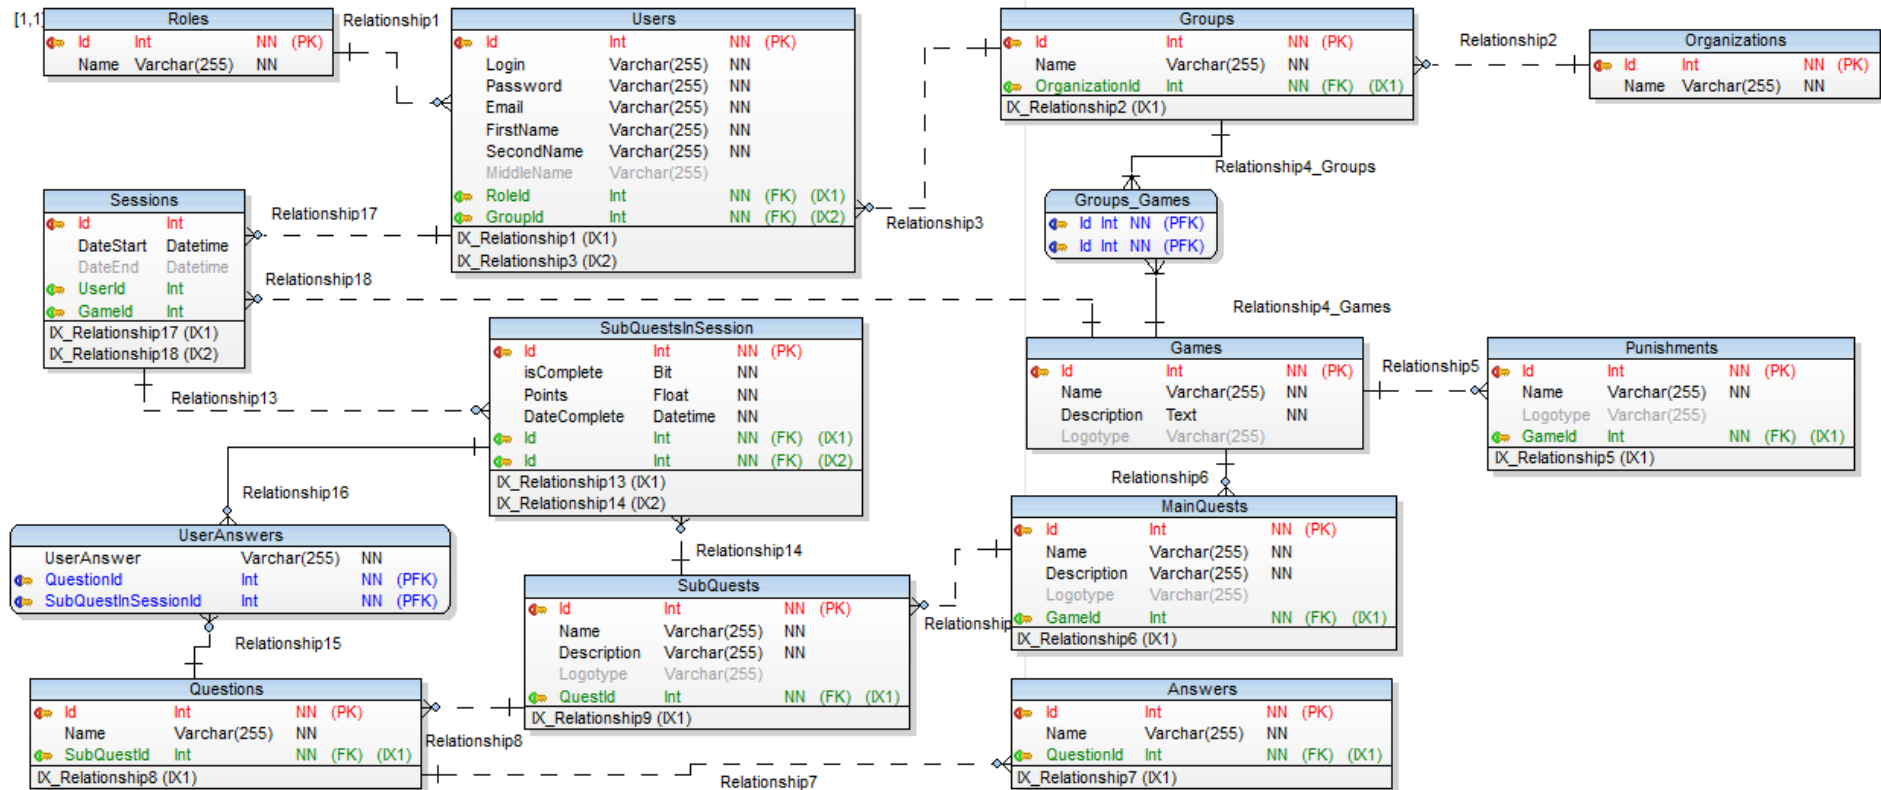 [1,1]
Roles
Id Int NN (PK)
Name Varchar(255) NN
Relationship1
Users
Id Int NN (PK)
Login Varchar(255) NN
Password Varchar(255) NN
Email Varchar(255) NN
FirstName Varchar(255) NN
SecondName Varchar(255) NN
MiddleName Varchar(255)
RoleId Int NN (FK) (IX1)
GroupId Int NN (FK) (IX2)
IX_Relationship1 (IX1)
IX_Relationship3 (IX2)
Relationship3
Groups
Id Int NN (PK)
Name Varchar(255) NN
OrganizationId Int NN (FK) (IX1)
IX_Relationship2 (IX1)
Relationship2
Organizations
Id Int NN (PK)
Name Varchar(255) NN
Relationship4_Groups
Groups_Games
Id Int NN (PFK)
Id Int NN (PFK)
Relationship4_Games
Sessions
Id Int
DateStart Datetime
DateEnd Datetime
UserId Int
GameId Int
IX_Relationship17 (IX1)
IX_Relationship18 (IX2)
Relationship17
Relationship18
Relationship13
SubQuestsInSession
Id Int NN (PK)
isComplete Bit NN
Points Float NN
DateComplete Datetime NN
Id Int NN (FK) (IX1)
Id Int NN (FK) (IX2)
IX_Relationship13 (IX1)
IX_Relationship14 (IX2)
Games
Id Int NN (PK)
Name Varchar(255) NN
Description Text NN
Logotype Varchar(255)
Relationship5
Punishments
Id Int NN (PK)
Name Varchar(255) NN
Logotype Varchar(255)
GameId Int NN (FK) (IX1)
IX_Relationship5 (IX1)
Relationship6
Relationship16
UserAnswers
UserAnswer Varchar(255) NN
QuestionId Int NN (PFK)
SubQuestInSessionId Int NN (PFK)
Relationship14
MainQuests
Id Int NN (PK)
Name Varchar(255) NN
Description Varchar(255) NN
Logotype Varchar(255)
GameId Int NN (FK) (IX1)
IX_Relationship6 (IX1)
SubQuests
Id Int NN (PK)
Name Varchar(255) NN
Description Varchar(255) NN
Logotype Varchar(255)
QuestId Int NN (FK) (IX1)
IX_Relationship9 (IX1)
Relationship
Relationship15
Questions
Id Int NN (PK)
Name Varchar(255) NN
SubQuestId Int NN (FK) (IX1)
IX_Relationship8 (IX1)
Relationship8
Relationship7
Answers
Id Int NN (PK)
Name Varchar(255) NN
QuestionId Int NN (FK) (IX1)
IX_Relationship7 (IX1)